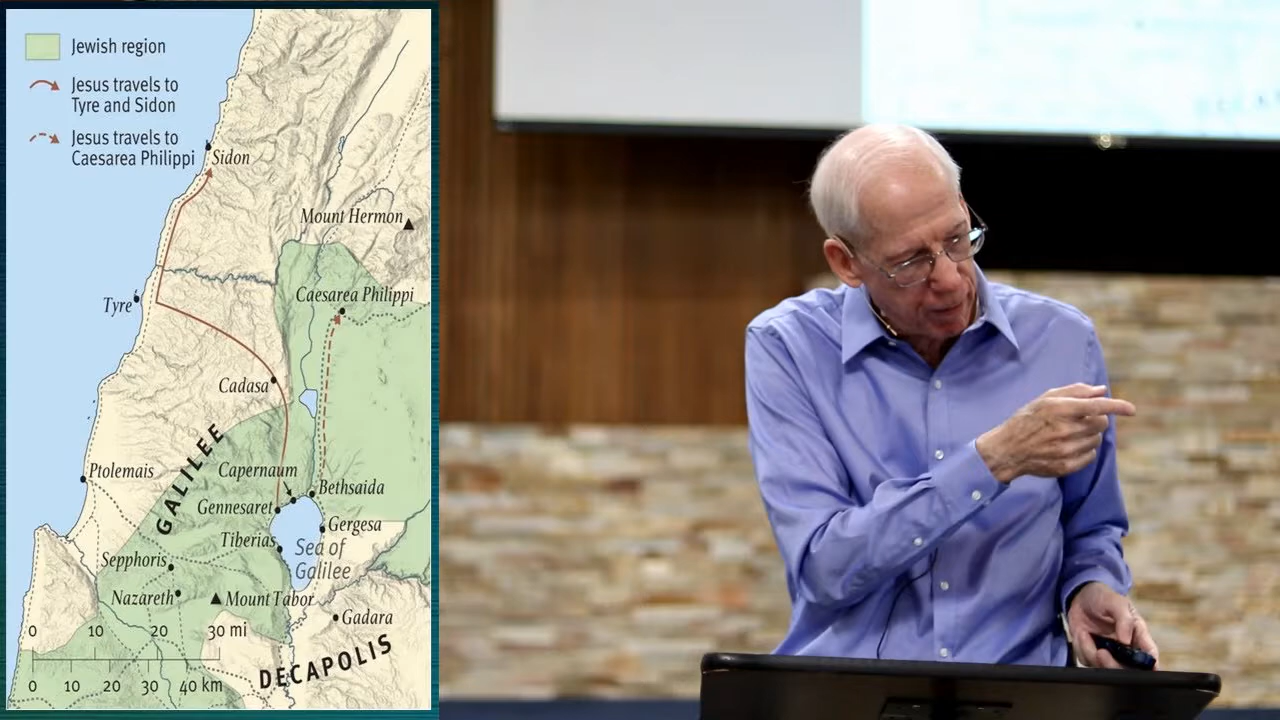 Jewish region
Jesus travels to
Tyre and Sidon
Jesus travels to
Caesarea Philippi
Sidon
Mount Hermon
Tyre
Caesarea Philippi
Cadasa
GALILEE
Ptolemais
Capernaum
Bethsaida
Gennesaret
Gergesa
Tiberias
Sea of
Galilee
Sepphoris
Nazareth
Mount Tabor
Gadara
0 10 20 30 mi
0 10 20 30 40 km
DECAPOLIS